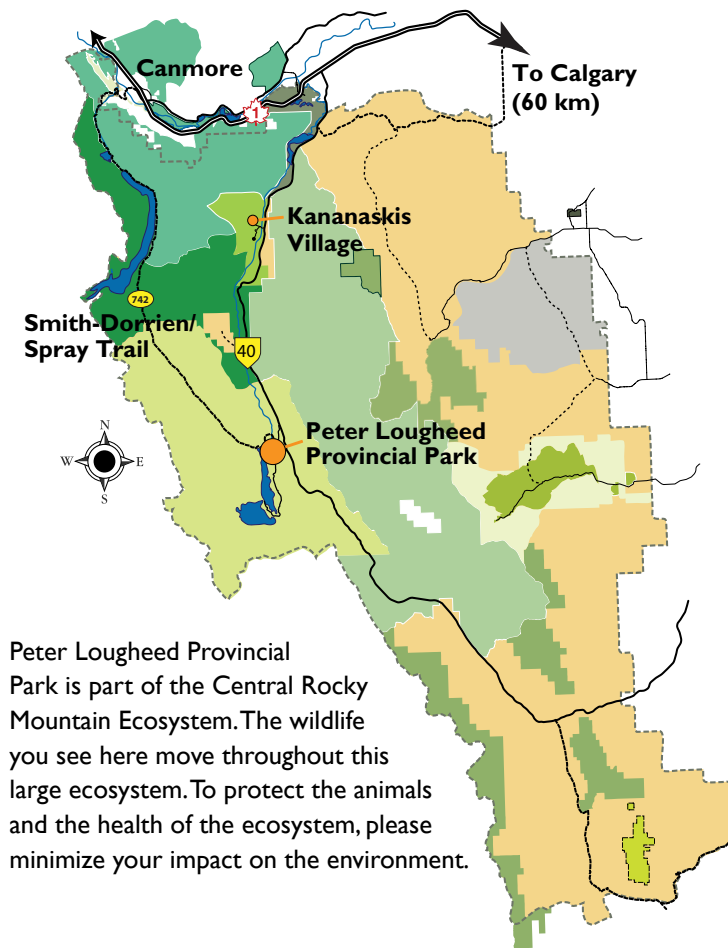 Canmore
To Calgary
(60 km)
1
Kananaskis
Village
742
Smith-Dorrien/
Spray Trail
40
Peter Lougheed
Provincial Park
N
W
E
S
Peter Lougheed Provincial
Park is part of the Central Rocky
Mountain Ecosystem. The wildlife
you see here move throughout this
large ecosystem. To protect the animals
and the health of the ecosystem, please
minimize your impact on the environment.